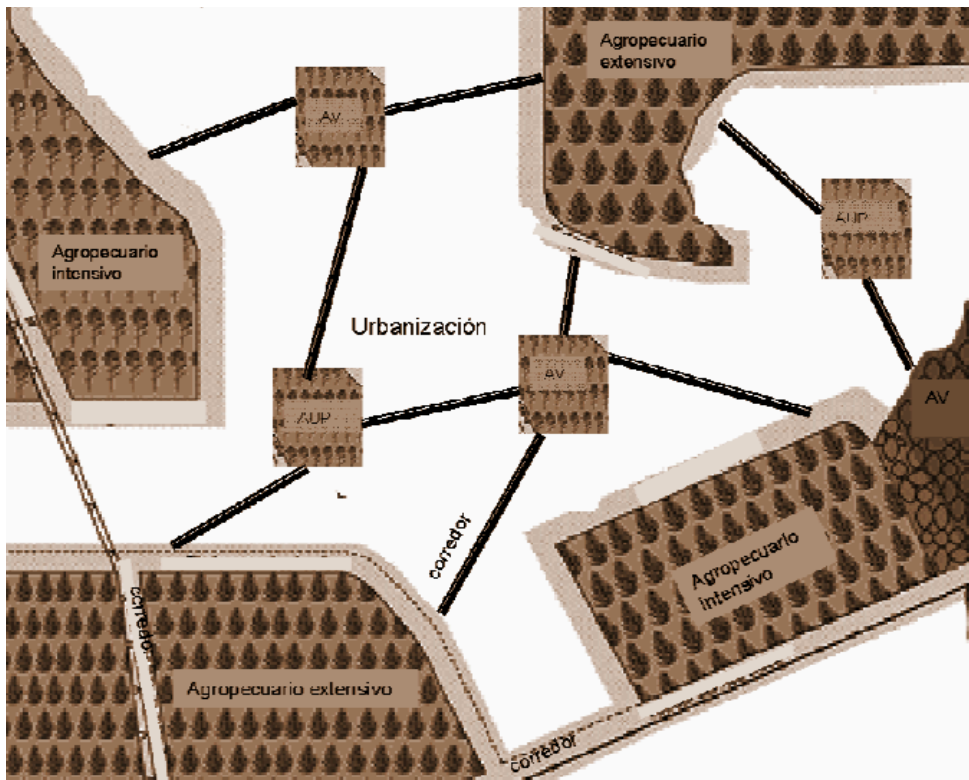 Agropecuario
extensivo
AV
AUP
Agropecuario
intensivo
Urbanización
AV
AUP
AV
corredor
Agropecuario
intensivo
corredor
Agropecuario extensivo
corredor